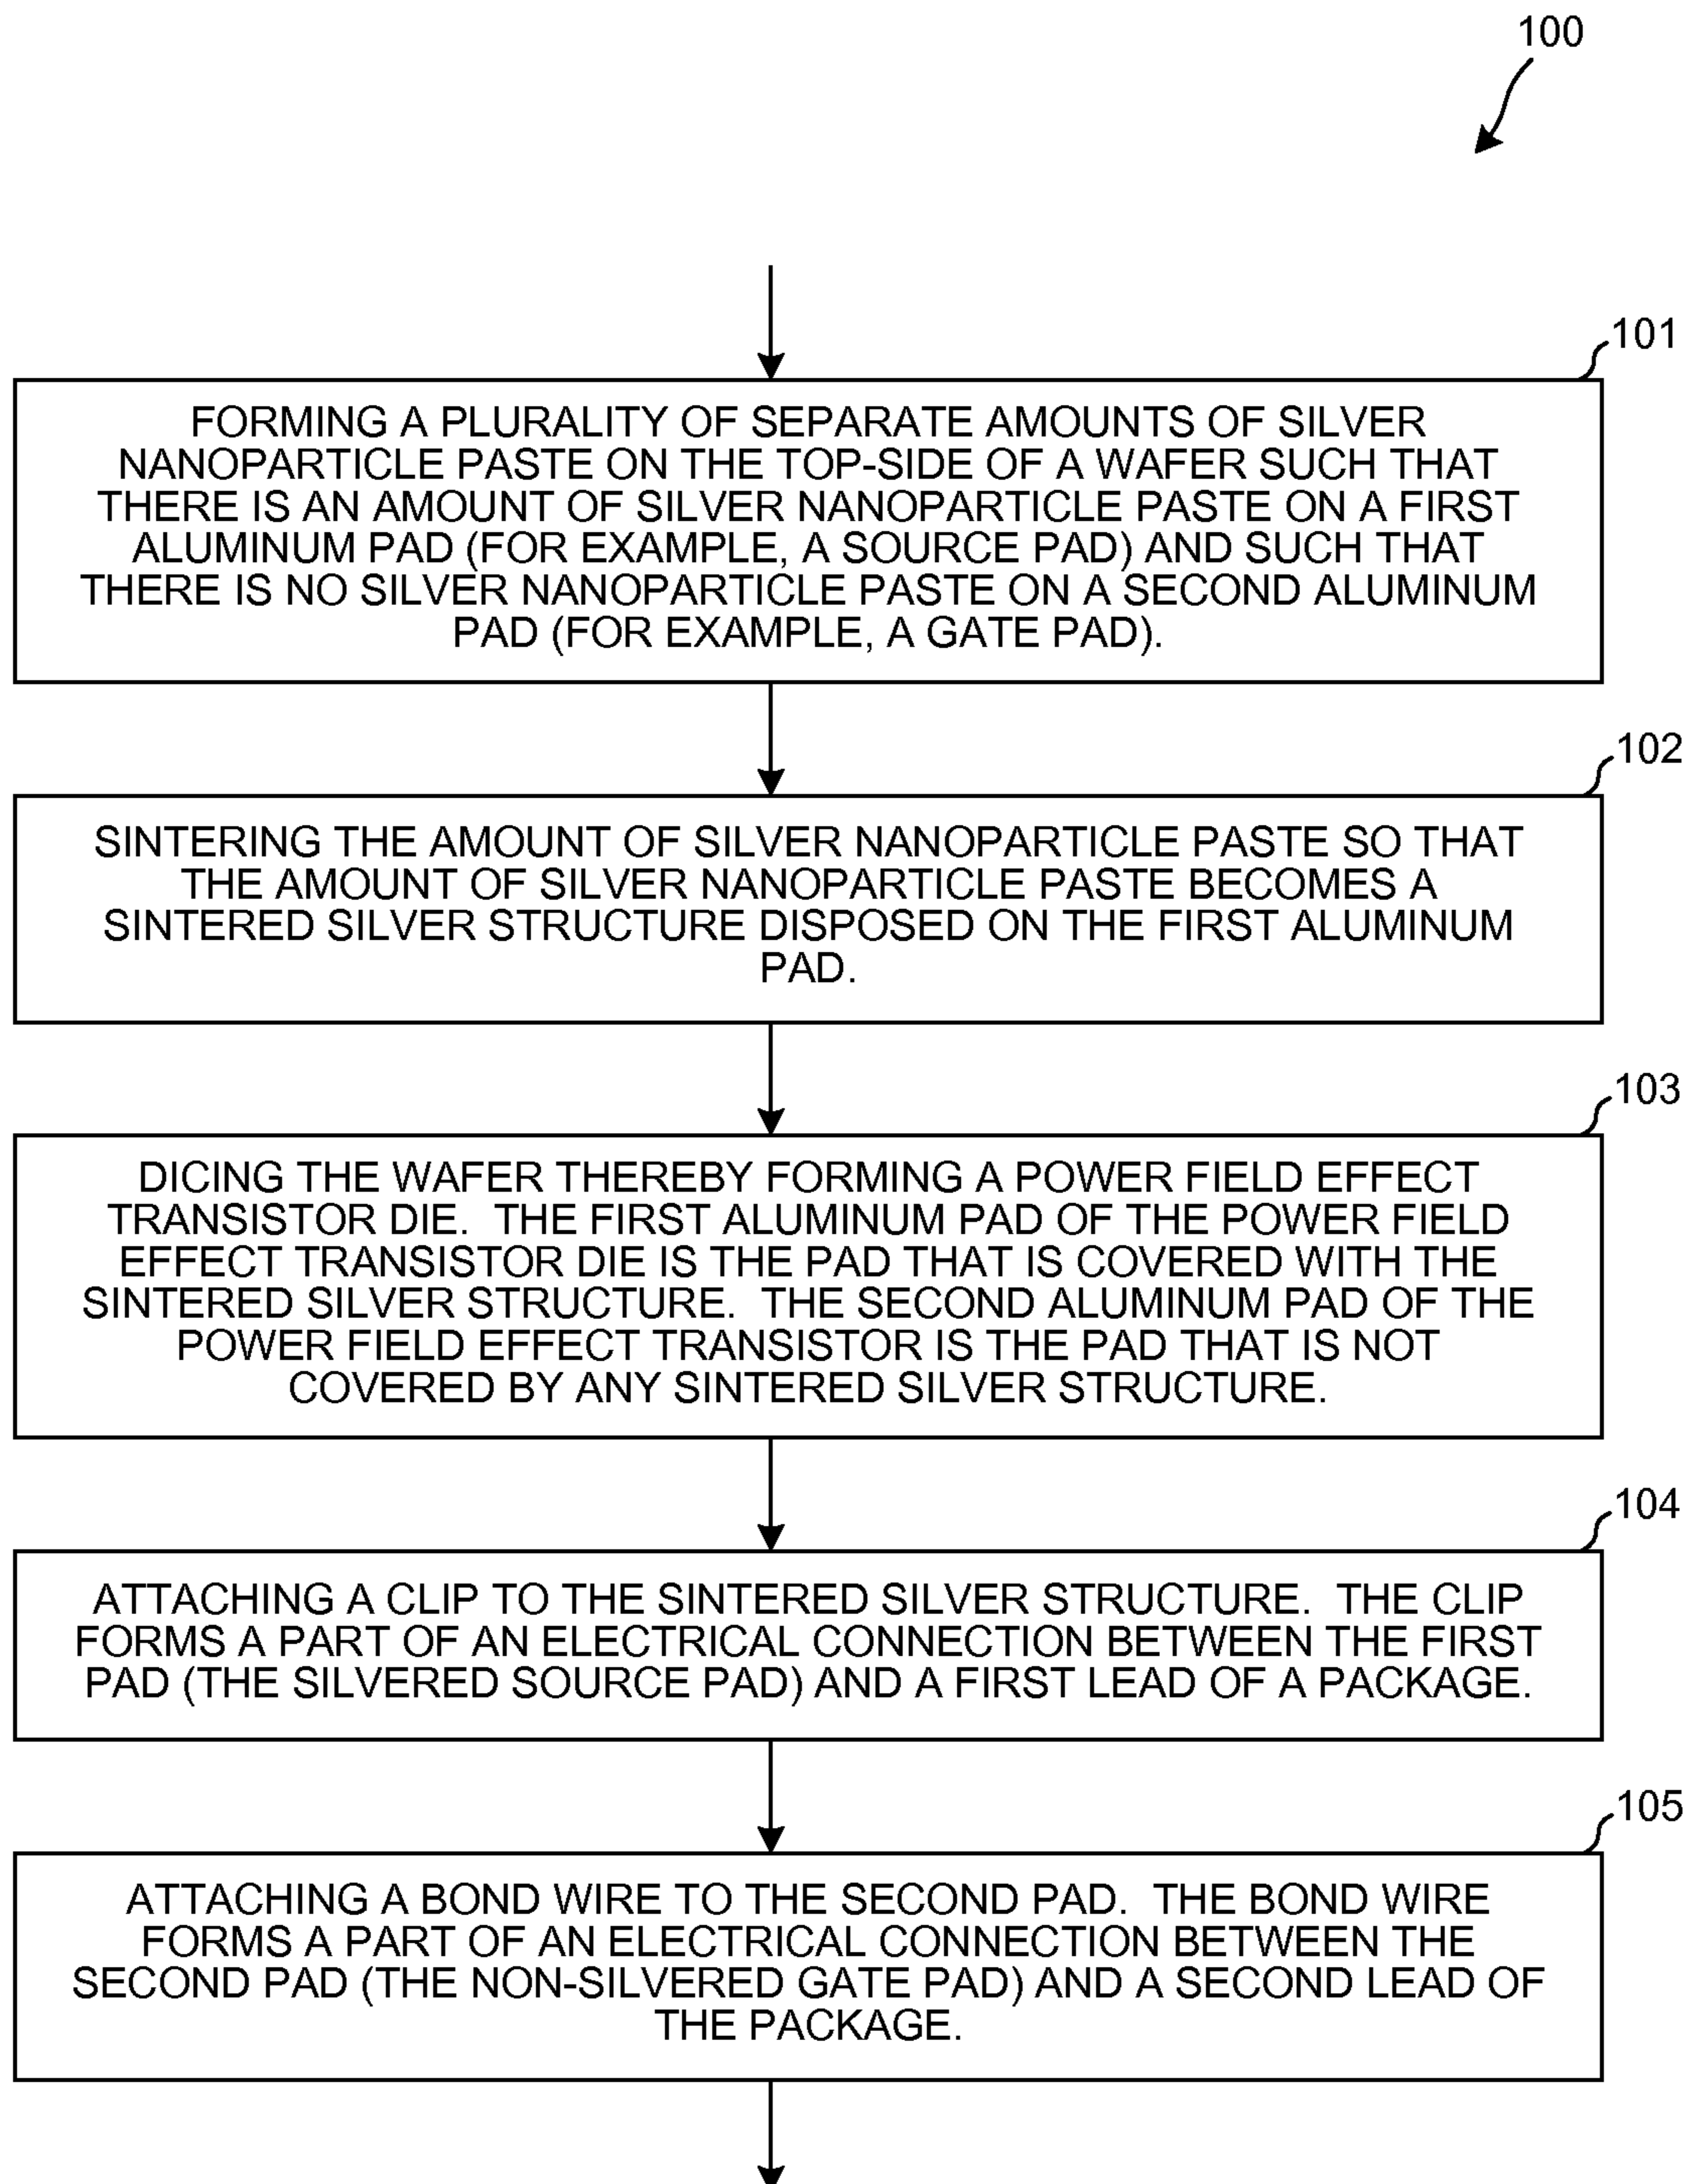 100
101
FORMING A PLURALITY OF SEPARATE AMOUNTS OF SILVER
NANOPARTICLE PASTE ON THE TOP-SIDE OF A WAFER SUCH THAT
THERE IS AN AMOUNT OF SILVER NANOPARTICLE PASTE ON A FIRST
ALUMINUM PAD (FOR EXAMPLE, A SOURCE PAD) AND SUCH THAT
THERE IS NO SILVER NANOPARTICLE PASTE ON A SECOND ALUMINUM
PAD (FOR EXAMPLE, A GATE PAD).
102
SINTERING THE AMOUNT OF SILVER NANOPARTICLE PASTE SO THAT
THE AMOUNT OF SILVER NANOPARTICLE PASTE BECOMES A
SINTERED SILVER STRUCTURE DISPOSED ON THE FIRST ALUMINUM
PAD.
103
DICING THE WAFER THEREBY FORMING A POWER FIELD EFFECT
TRANSISTOR DIE. THE FIRST ALUMINUM PAD OF THE POWER FIELD
EFFECT TRANSISTOR DIE IS THE PAD THAT IS COVERED WITH THE
SINTERED SILVER STRUCTURE. THE SECOND ALUMINUM PAD OF THE
POWER FIELD EFFECT TRANSISTOR IS THE PAD THAT IS NOT
COVERED BY ANY SINTERED SILVER STRUCTURE.
104
ATTACHING A CLIP TO THE SINTERED SILVER STRUCTURE. THE CLIP
FORMS A PART OF AN ELECTRICAL CONNECTION BETWEEN THE FIRST
PAD (THE SILVERED SOURCE PAD) AND A FIRST LEAD OF A PACKAGE.
105
ATTACHING A BOND WIRE TO THE SECOND PAD. THE BOND WIRE
FORMS A PART OF AN ELECTRICAL CONNECTION BETWEEN THE
SECOND PAD (THE NON-SILVERED GATE PAD) AND A SECOND LEAD OF
THE PACKAGE.